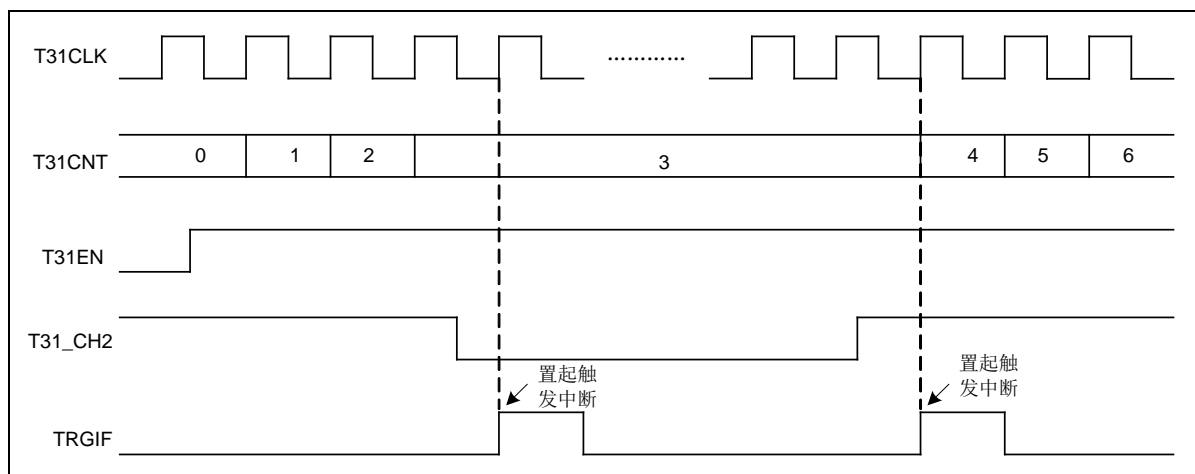 T31CLK
…………
T31CNT
0 1 2 3 4 5 6
T31EN
T31_CH2
置起触
发中断
置起触
发中断
TRGIF